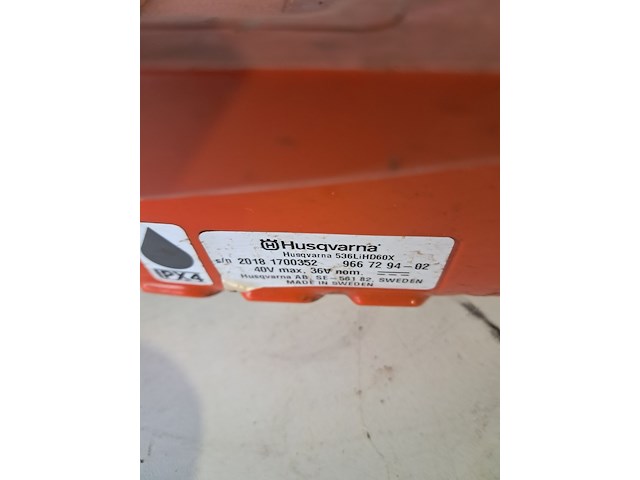 Husqvarna
Husqvarna 536LiHD60X
s/n 2018 1700352 966 72 94-02
40V max, 36V nom.
Husqvarna AB, SE-561 82, SWEDEN
MADE IN SWEDEN
IPX4